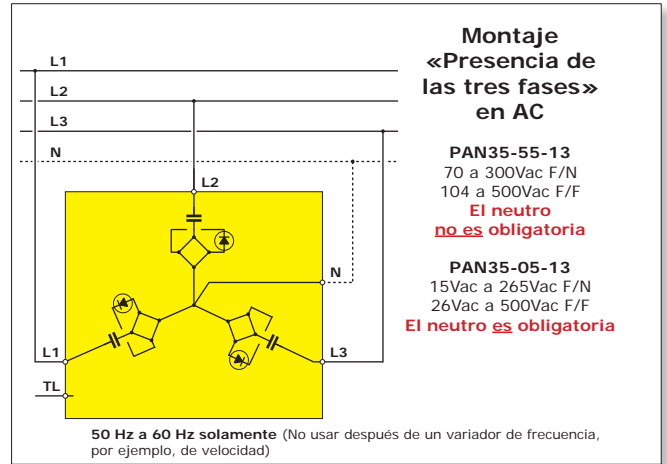 Montaje
«Presencia de
las tres fases»
en AC
L1
L2
L3
N
L2
N
L1
L3
TL
PAN35-55-13
70 a 300Vac F/N
104 a 500Vac F/F
El neutro
no es obligatoria
PAN35-05-13
15Vac a 265Vac F/N
26Vac a 500Vac F/F
El neutro es obligatoria
50 Hz a 60 Hz solamente (No usar después de un variador de frecuencia,
por ejemplo, de velocidad)